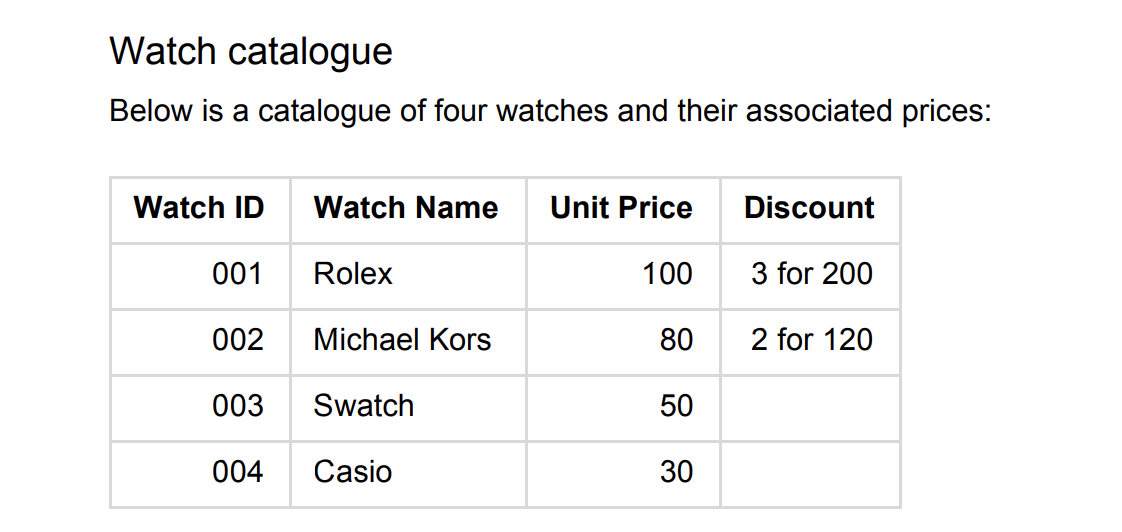 Watch catalogue
Below is a catalogue of four watches and their associated prices:
Watch ID Watch Name Unit Price Discount
001 Rolex 100 3 for 200
002 Michael Kors 80 2 for 120
003 Swatch 50
004 Casio 30